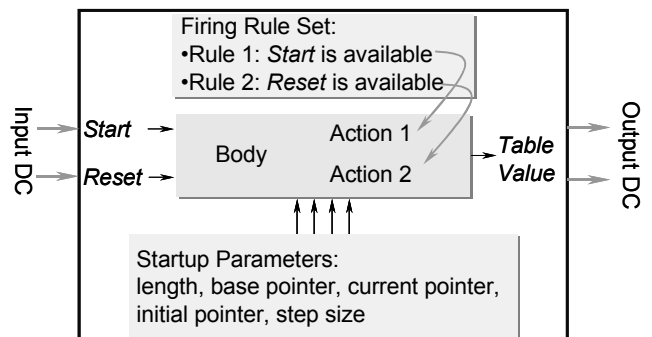 Firing Rule Set:
•Rule 1: Start is available
•Rule 2: Reset is available
Input DC
Start
Reset
Body
Action 1
Action 2
Table
Value
Output DC
Startup Parameters:
length, base pointer, current pointer,
initial pointer, step size